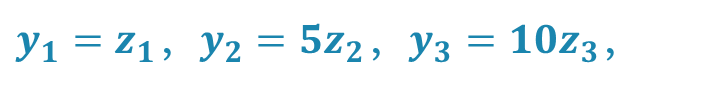 y₁ = z₁, y₂ = 5z₂, y₃ = 10z₃,